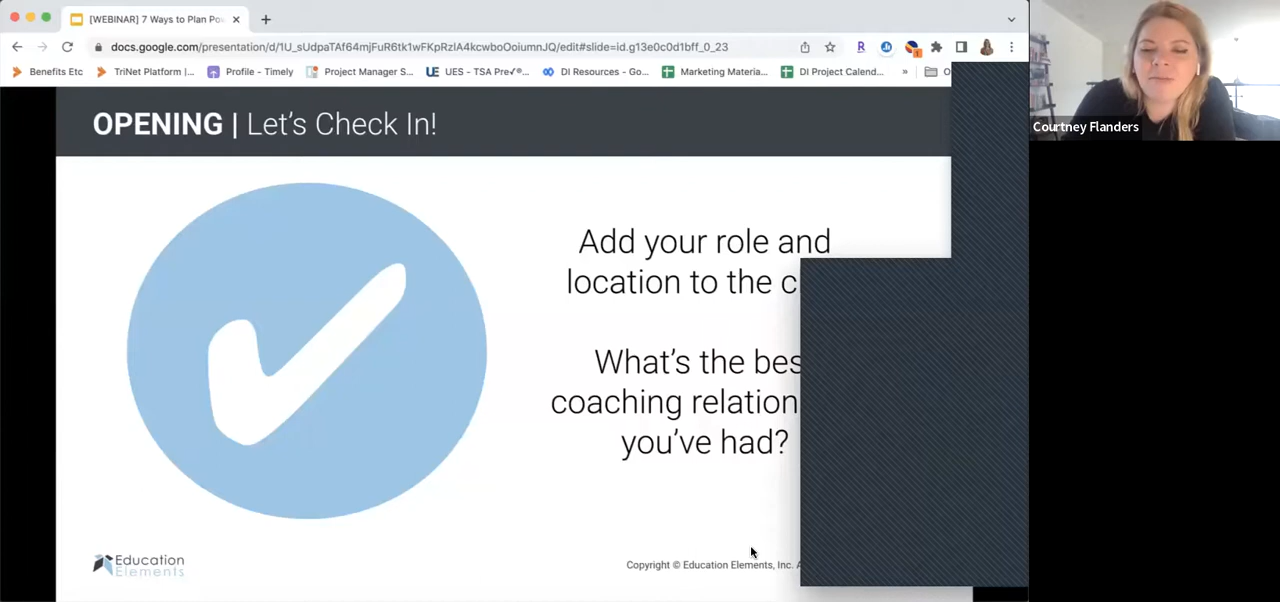 [WEBINAR] 7 Ways to Plan Po
docs.google.com/presentation/d/1U_sUdpaTAf64mjFuR6tk1wFKpRzIA4kcwboOoiumnJQ/edit#slide=id.g13e0c0d1bff_0_23
Benefits Etc TriNet Platform |... Profile - Timely Project Manager S... UES - TSA Pre✓®... DI Resources - Go... Marketing Materia... DI Project Calend... » O
OPENING | Let's Check In!
Courtney Flanders
Add your role and
location to the c
What's the bes
coaching relation
you've had?
Education
Elements
Copyright © Education Elements, Inc. A